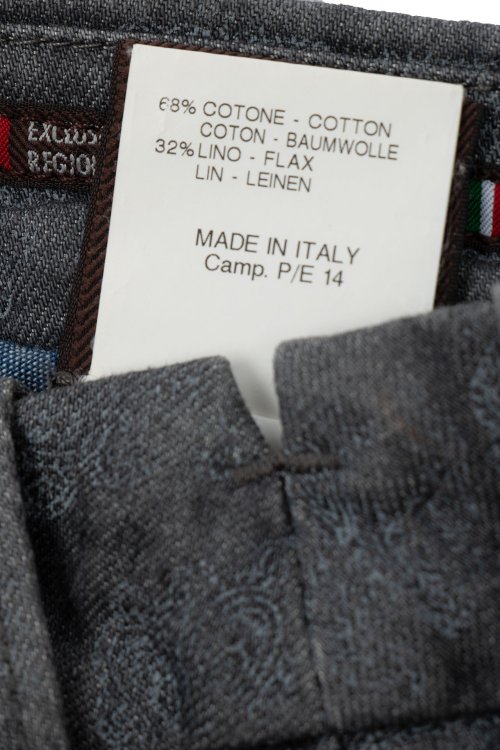 68% COTONE - COTTON
COTON - BAUMWOLLE
32% LINO - FLAX
LIN - LEINEN
MADE IN ITALY
Camp. P/E 14